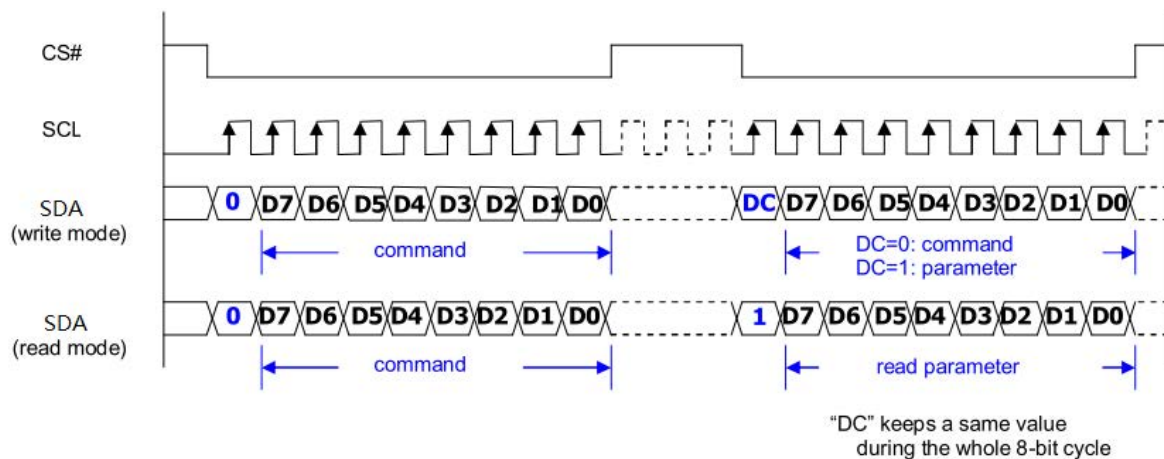 CS#
SCL
SDA
(write mode)
0 D7 D6 D5 D4 D3 D2 D1 D0 DC D7 D6 D5 D4 D3 D2 D1 D0
command
DC=0: command
DC=1: parameter
SDA
(read mode)
0 D7 D6 D5 D4 D3 D2 D1 D0 1 D7 D6 D5 D4 D3 D2 D1 D0
command
read parameter
“DC” keeps a same value
during the whole 8-bit cycle